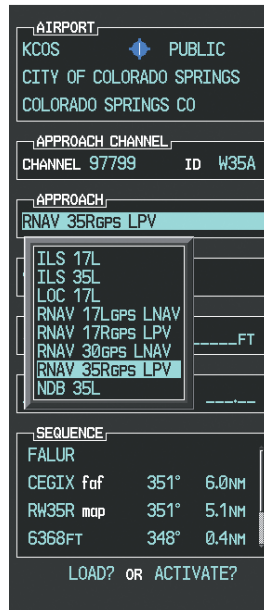 AIRPORT
KCOS PUBLIC
CITY OF COLORADO SPRINGS
COLORADO SPRINGS CO
APPROACH CHANNEL
CHANNEL 97799 ID W35A
APPROACH
RNAV 35RGPS LPV
ILS 17L
ILS 35L
LOC 17L
RNAV 17LGPS LNAV
RNAV 17RGPS LPV
RNAV 30GPS LNAV
RNAV 35RGPS LPV
NDB 35L
_____FT
___.__
SEQUENCE
FALUR
CEGIX faf 351° 6.0NM
RW35R map 351° 5.1NM
6368FT 348° 0.4NM
LOAD? OR ACTIVATE?